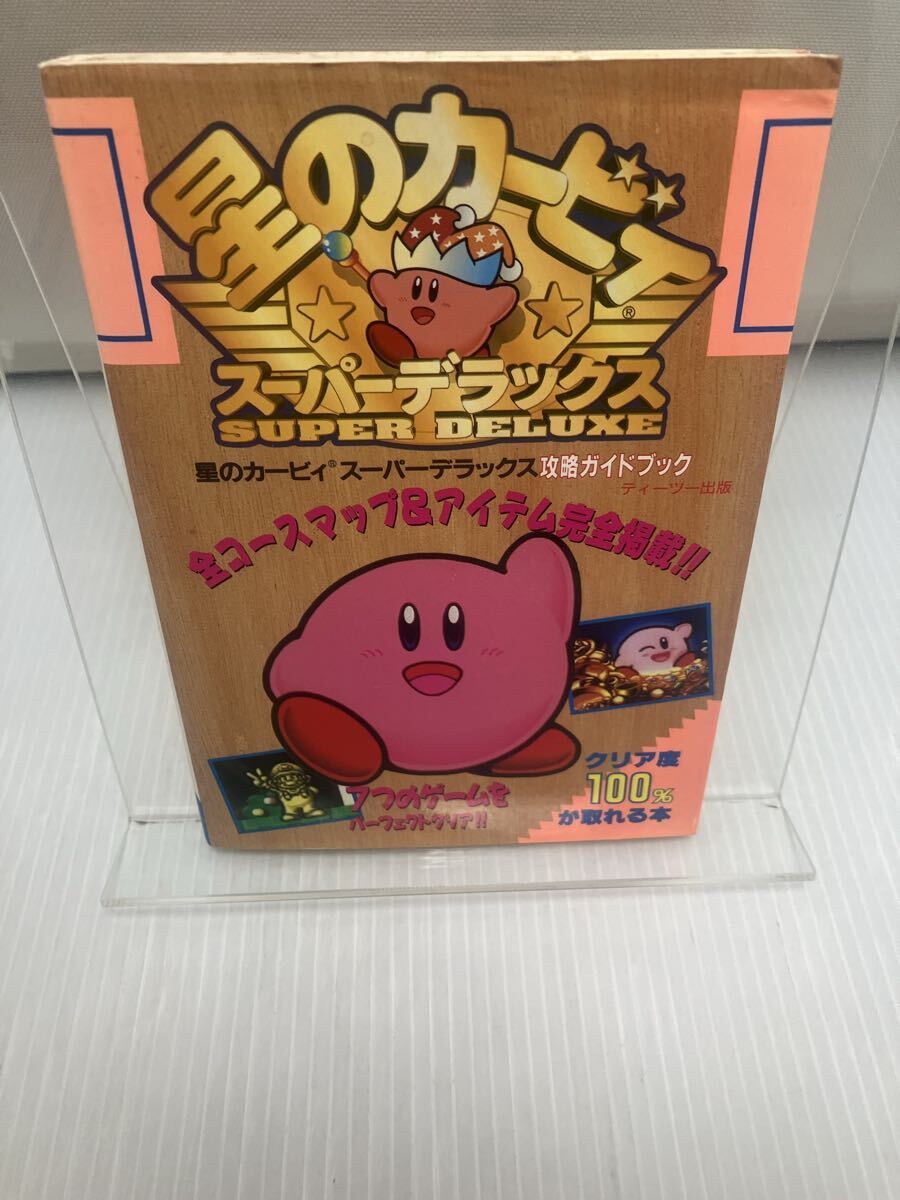 星のカービィ®
スーパーデラックス
SUPER DELUXE
星のカービィ®スーパーデラックス攻略ガイドブック
ティーツー出版
全コースマップ&アイテム完全掲載!!
クリア度
100%
が取れる本
7つのゲームを
パーフェクトクリア!!